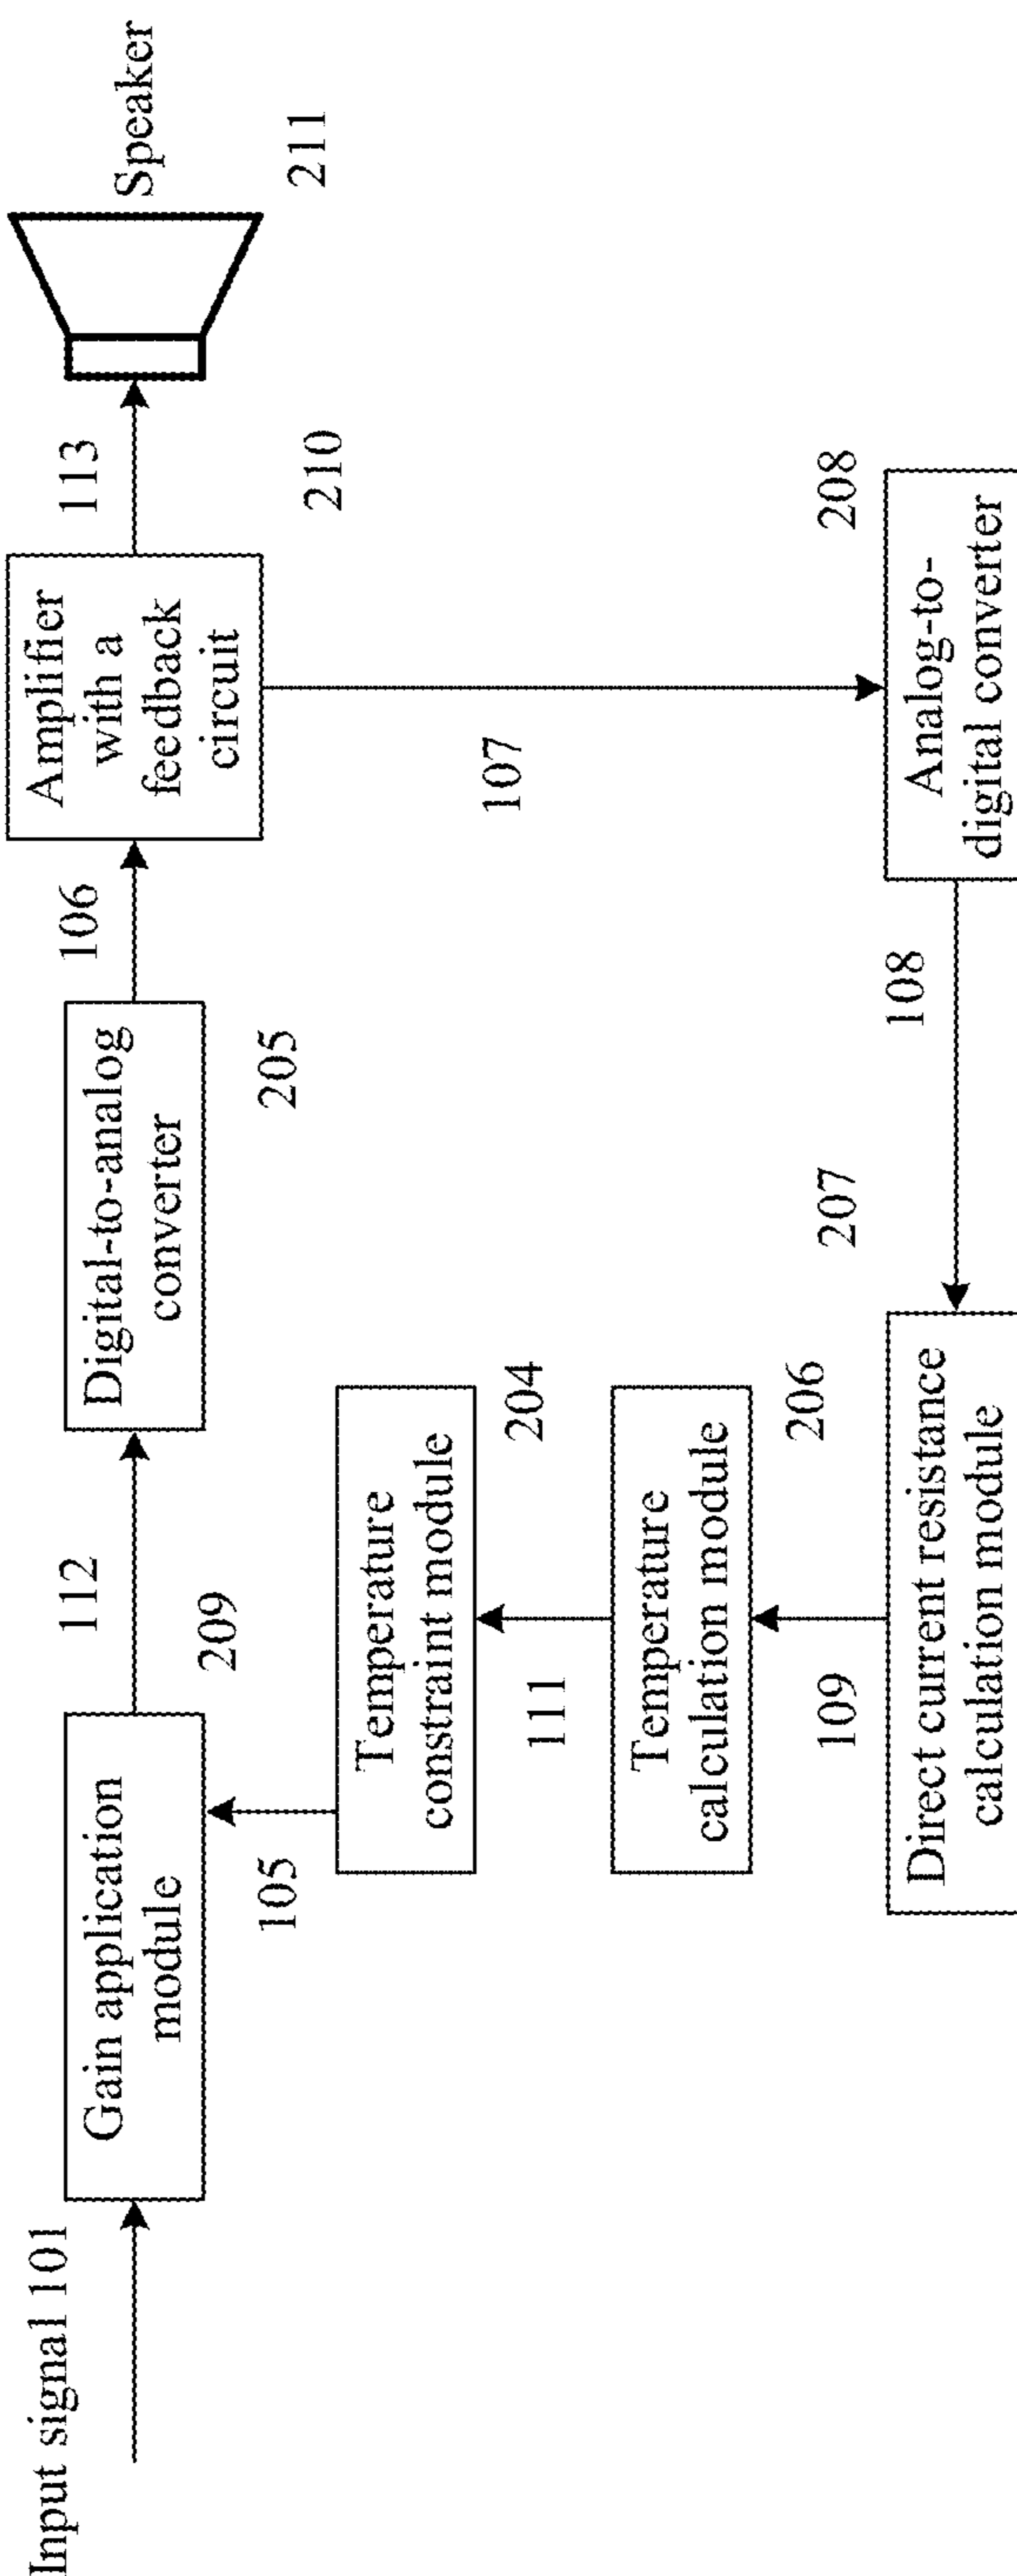 Input signal 101
Gain application
module
209
112
Digital-to-analog
converter
205
106
Amplifier
with a
feedback
circuit
210
113
Speaker
211
105
Temperature
constraint module
204
111
Temperature
calculation module
206
109
Direct current resistance
calculation module
207
108
107
Analog-to-
digital converter
208